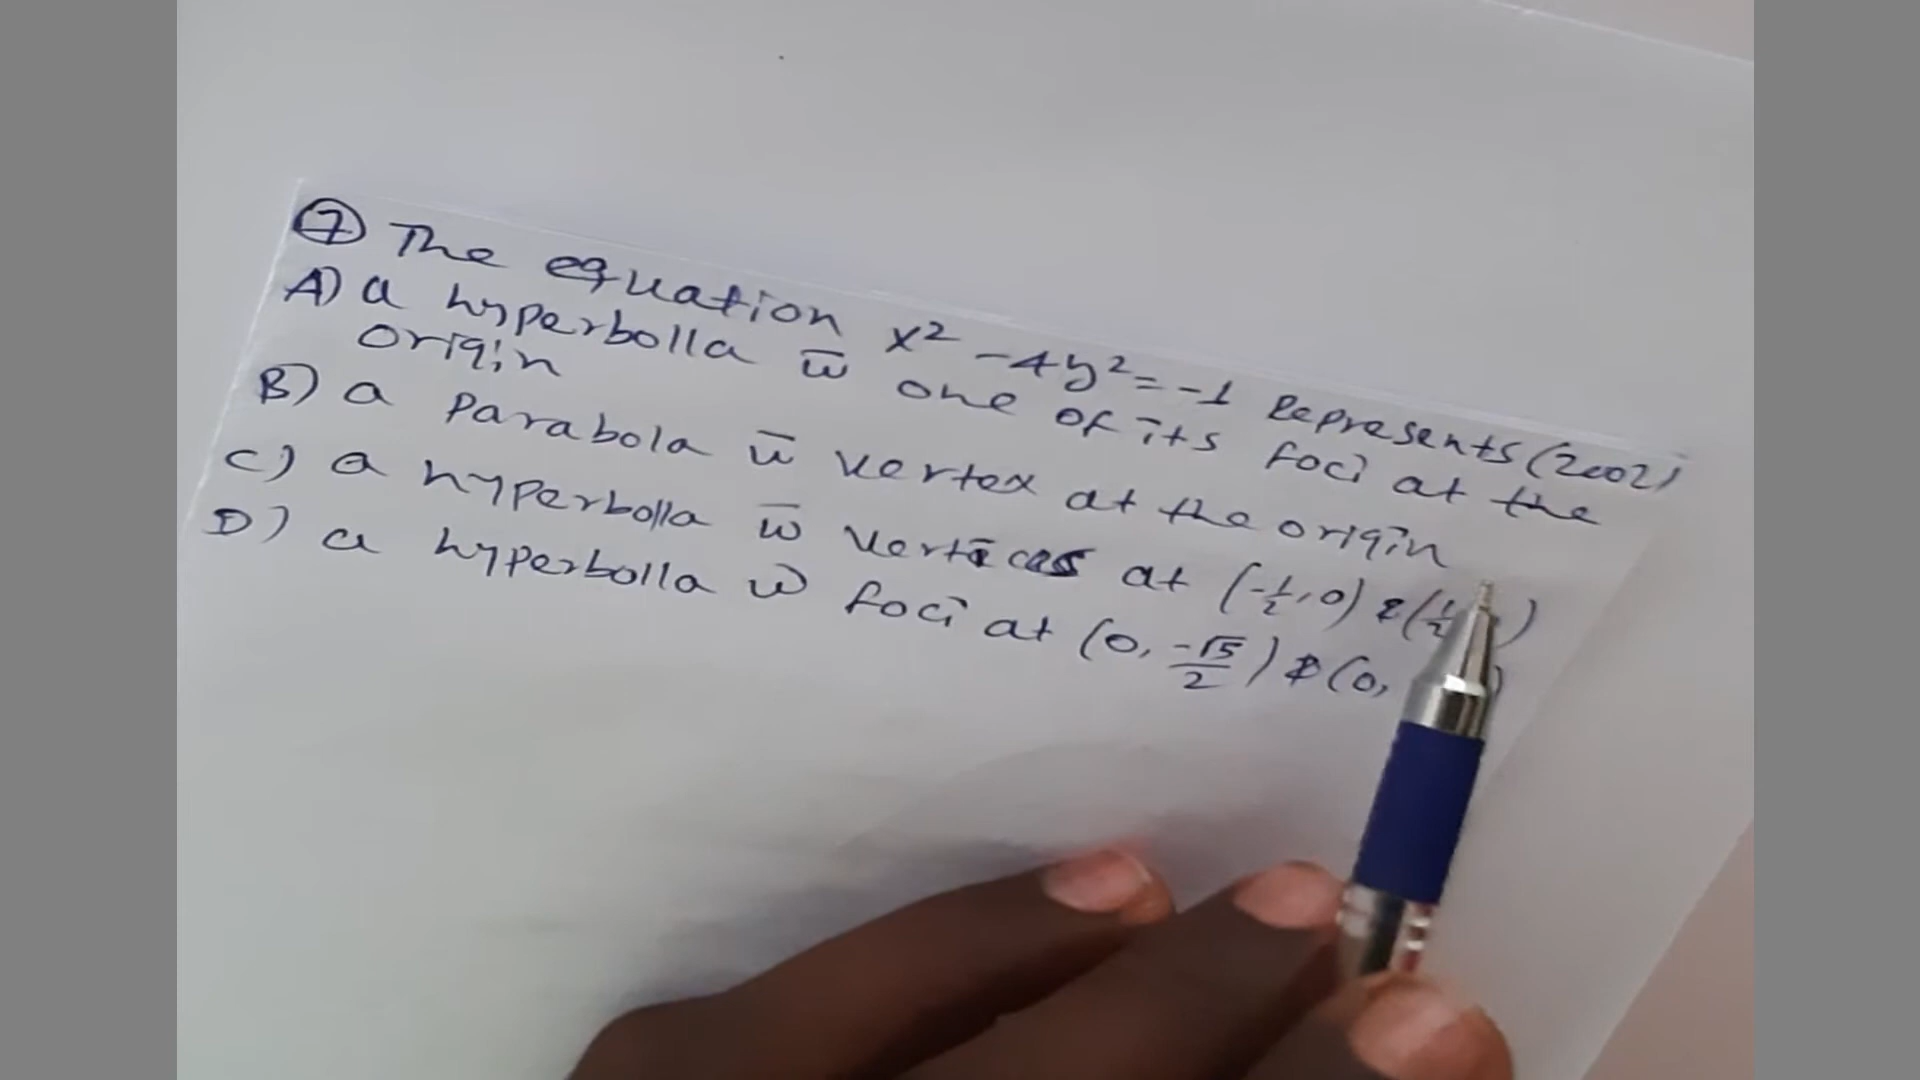 ⑦ The equation x² - 4y² = -1 Represents (2002)
A) a hyperbolla w̄ one of its foci at the
origin
B) a parabola w̄ vertex at the origin
C) a hyperbolla w̄ vertices at (-1/2, 0) & (1/2, )
D) a hyperbolla w̄ foci at (0, -√5/2) & (0, )